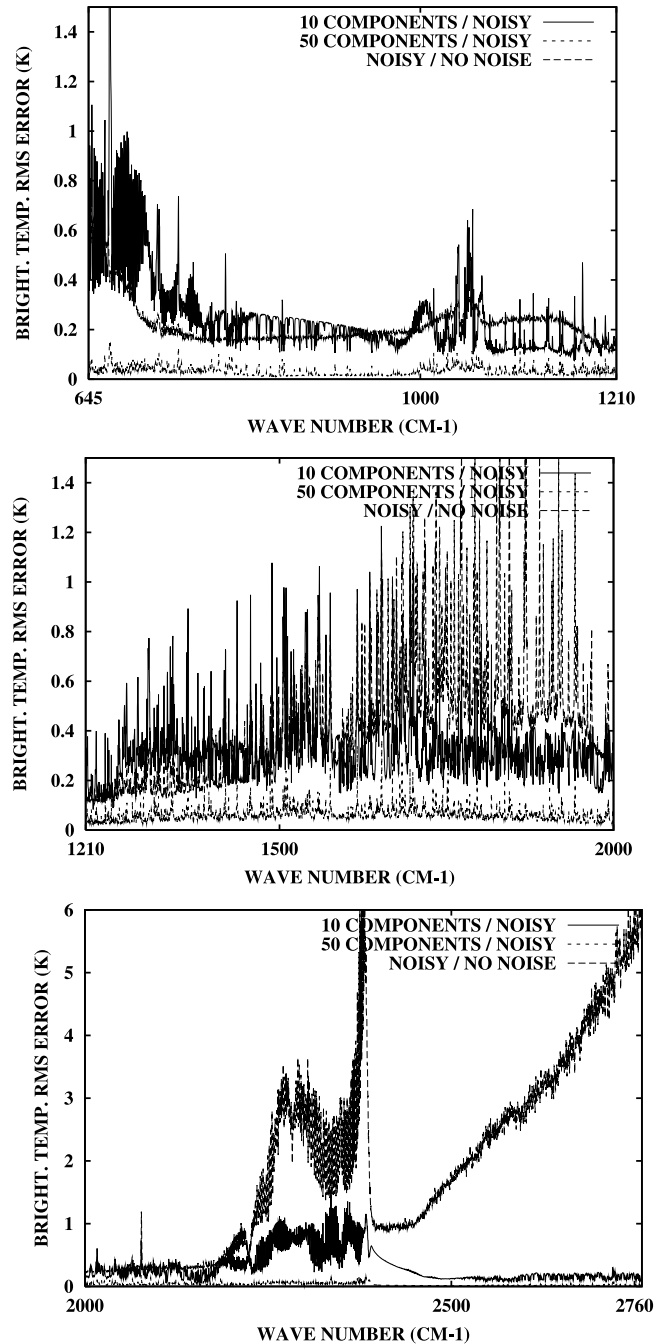 10 COMPONENTS / NOISY
50 COMPONENTS / NOISY
NOISY / NO NOISE
BRIGHT. TEMP. RMS ERROR (K)
1.4
1.2
1
0.8
0.6
0.4
0.2
0
645
1000
1210
WAVE NUMBER (CM-1)
10 COMPONENTS / NOISY
50 COMPONENTS / NOISY
NOISY / NO NOISE
BRIGHT. TEMP. RMS ERROR (K)
1.4
1.2
1
0.8
0.6
0.4
0.2
0
1210
1500
2000
WAVE NUMBER (CM-1)
10 COMPONENTS / NOISY
50 COMPONENTS / NOISY
NOISY / NO NOISE
BRIGHT. TEMP. RMS ERROR (K)
6
5
4
3
2
1
0
2000
2500
2760
WAVE NUMBER (CM-1)